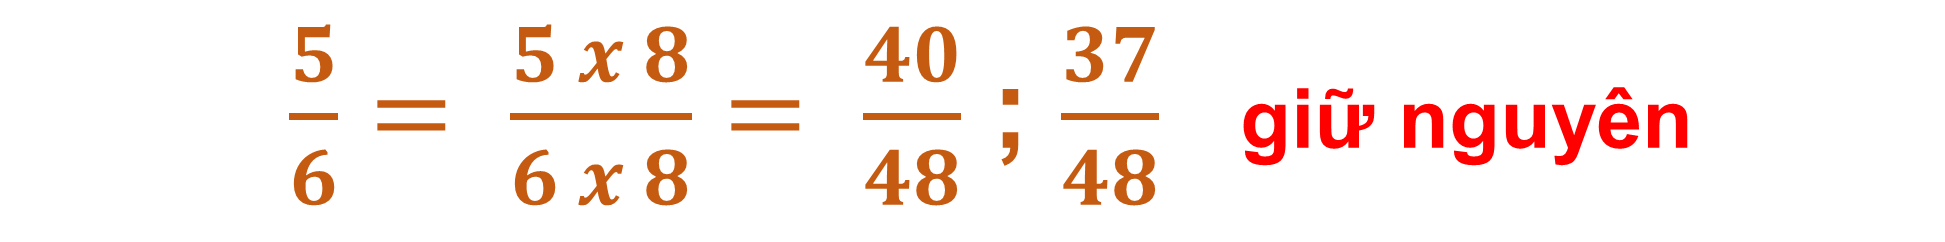 5/6 = 5 x 8/6 x 8 = 40/48 ; 37/48 giữ nguyên